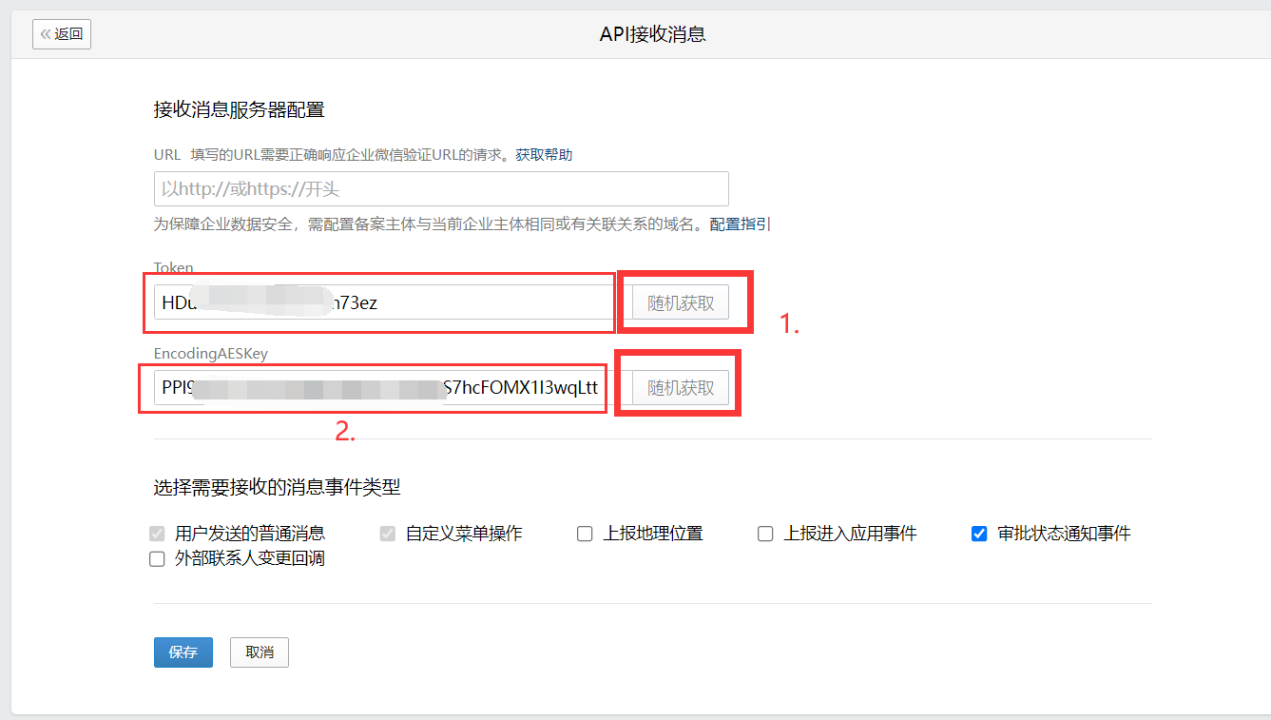 返回
API接收消息
接收消息服务器配置
URL 填写的URL需要正确响应企业微信验证URL的请求。获取帮助
以http://或https://开头
为保障企业数据安全，需配置备案主体与当前企业主体相同或有关联关系的域名。配置指引
Token
HDu n73ez 随机获取
1.
EncodingAESKey
PPI9 S7hcFOMX1I3wqLtt 随机获取
2.
选择需要接收的消息事件类型
用户发送的普通消息 自定义菜单操作 上报地理位置 上报进入应用事件 审批状态通知事件
外部联系人变更回调
保存 取消